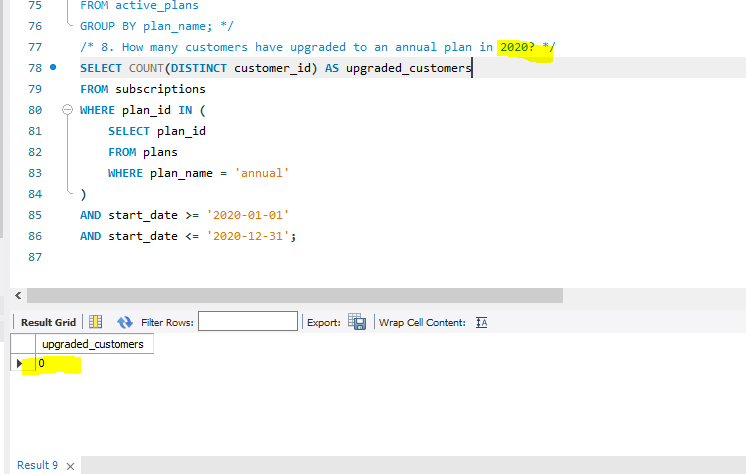 75 FROM active_plans
76 GROUP BY plan_name; */
77 /* 8. How many customers have upgraded to an annual plan in 2020? */
78 SELECT COUNT(DISTINCT customer_id) AS upgraded_customers
79 FROM subscriptions
80 WHERE plan_id IN (
81 SELECT plan_id
82 FROM plans
83 WHERE plan_name = 'annual'
84 )
85 AND start_date >= '2020-01-01'
86 AND start_date <= '2020-12-31';
87
Result Grid Filter Rows: Export: Wrap Cell Content:
upgraded_customers
0
Result 9 ×